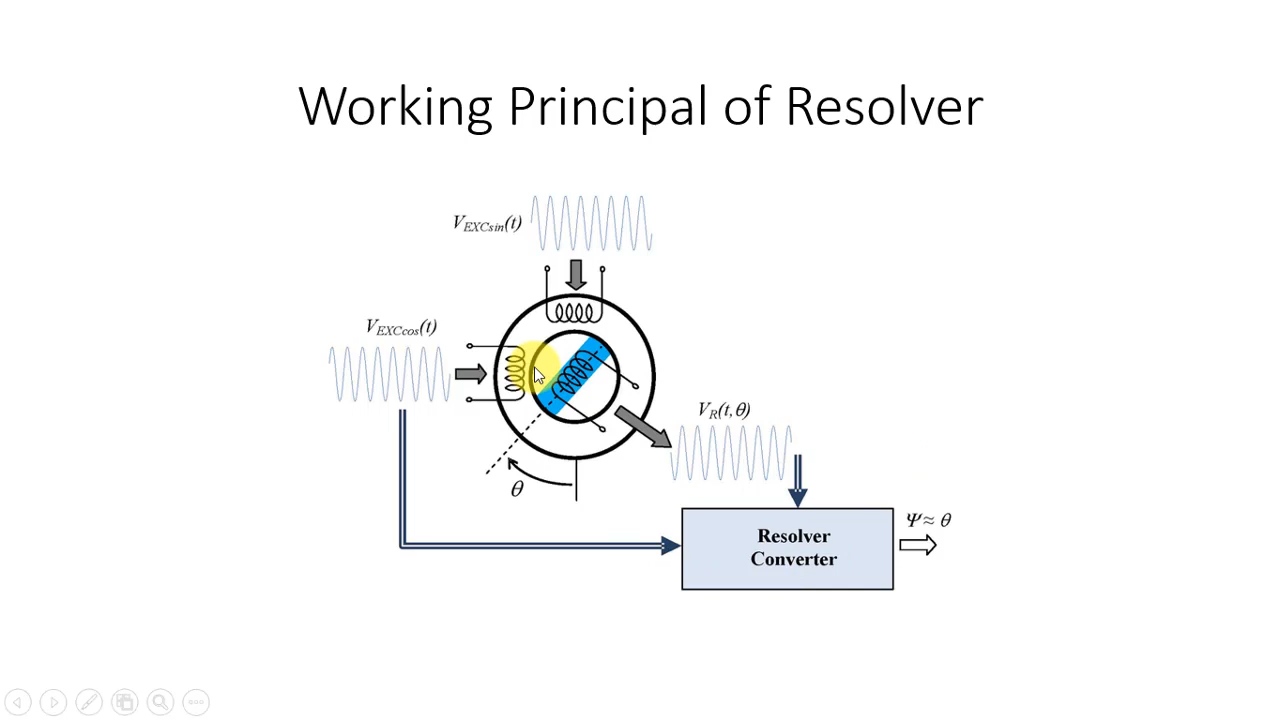 Working Principal of Resolver
V_EXCsin(t)
V_EXCcos(t)
V_R(t,θ)
θ
Resolver
Converter
Ψ≈ θ